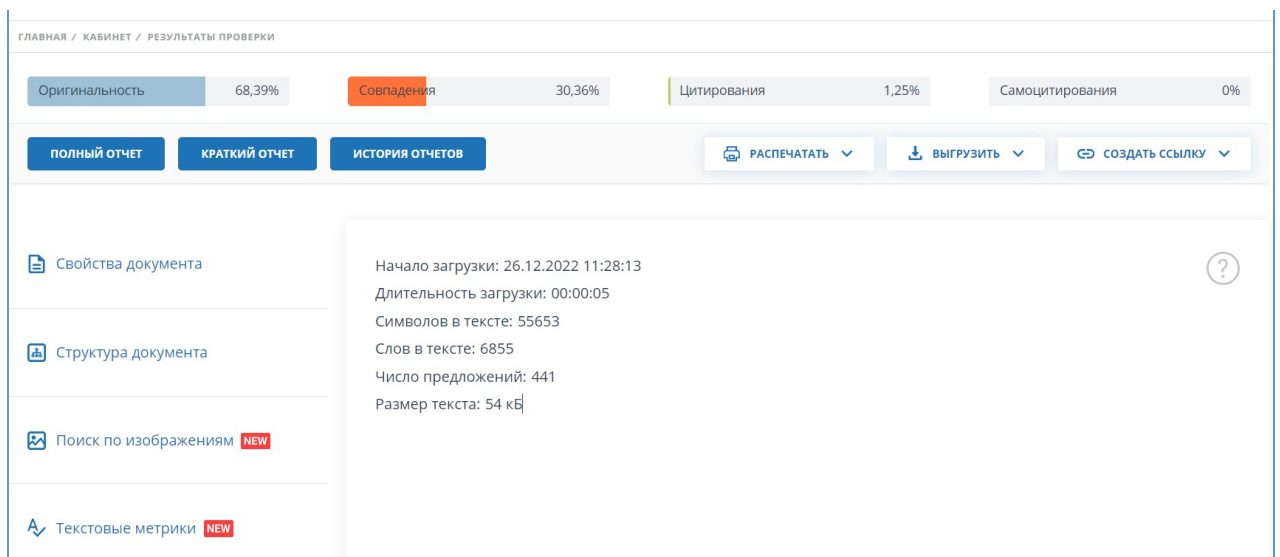 ГЛАВНАЯ / КАБИНЕТ / РЕЗУЛЬТАТЫ ПРОВЕРКИ
Оригинальность 68,39% Совпадения 30,36% Цитирования 1,25% Самоцитирования 0%
ПОЛНЫЙ ОТЧЕТ КРАТКИЙ ОТЧЕТ ИСТОРИЯ ОТЧЕТОВ РАСПЕЧАТАТЬ ВЫГРУЗИТЬ СОЗДАТЬ ССЫЛКУ
Свойства документа
Структура документа
Поиск по изображениям NEW
Текстовые метрики NEW
Начало загрузки: 26.12.2022 11:28:13
Длительность загрузки: 00:00:05
Символов в тексте: 55653
Слов в тексте: 6855
Число предложений: 441
Размер текста: 54 кБ
?